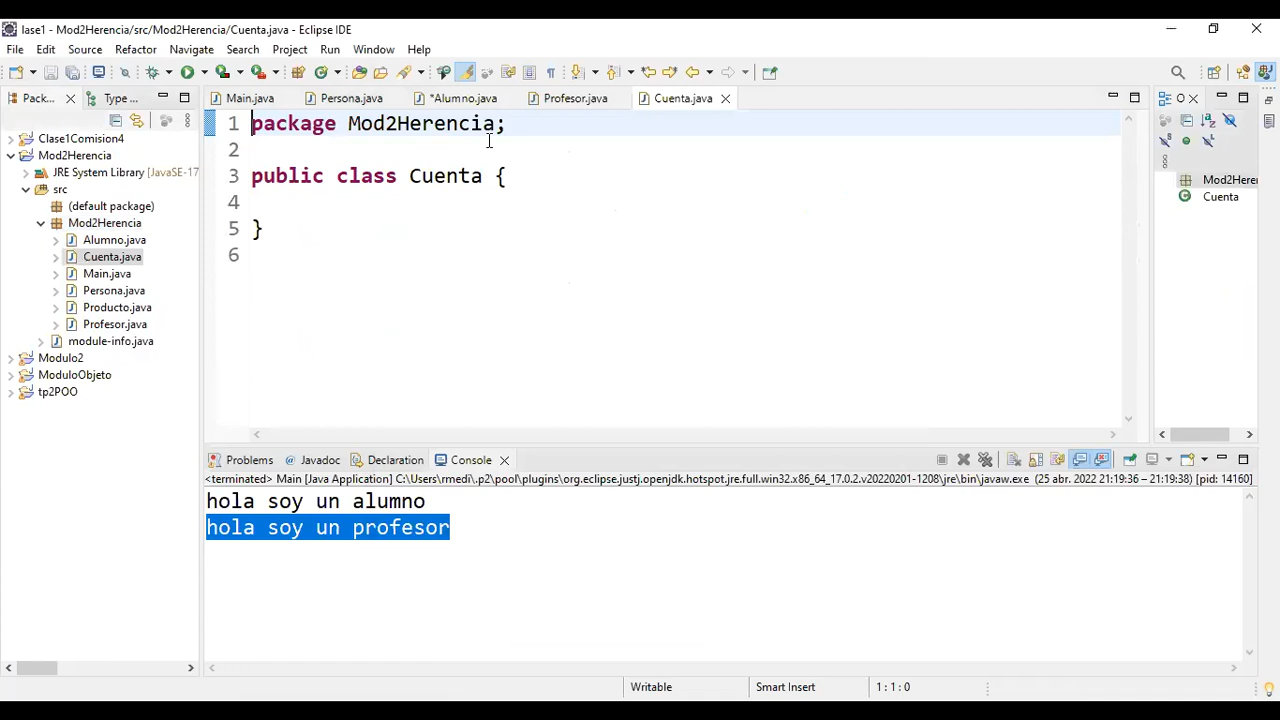 lase1 - Mod2Herencia/src/Mod2Herencia/Cuenta.java - Eclipse IDE
File Edit Source Refactor Navigate Search Project Run Window Help
Pack... Type ...
Main.java Persona.java *Alumno.java Profesor.java Cuenta.java
Clase1Comision4
Mod2Herencia
JRE System Library [JavaSE-17
src
(default package)
Mod2Herencia
Alumno.java
Cuenta.java
Main.java
Persona.java
Producto.java
Profesor.java
module-info.java
Modulo2
ModuloObjeto
tp2POO
1 package Mod2Herencia;
2
3 public class Cuenta {
4
5 }
6
O
Mod2Heren
Cuenta
Problems Javadoc Declaration Console
<terminated> Main [Java Application] C:\Users\rmedi\.p2\pool\plugins\org.eclipse.justj.openjdk.hotspot.jre.full.win32.x86_64_17.0.2.v20220201-1208\jre\bin\javaw.exe (25 abr. 2022 21:19:36 – 21:19:38) [pid: 14160]
hola soy un alumno
hola soy un profesor
Writable Smart Insert 1 : 1 : 0